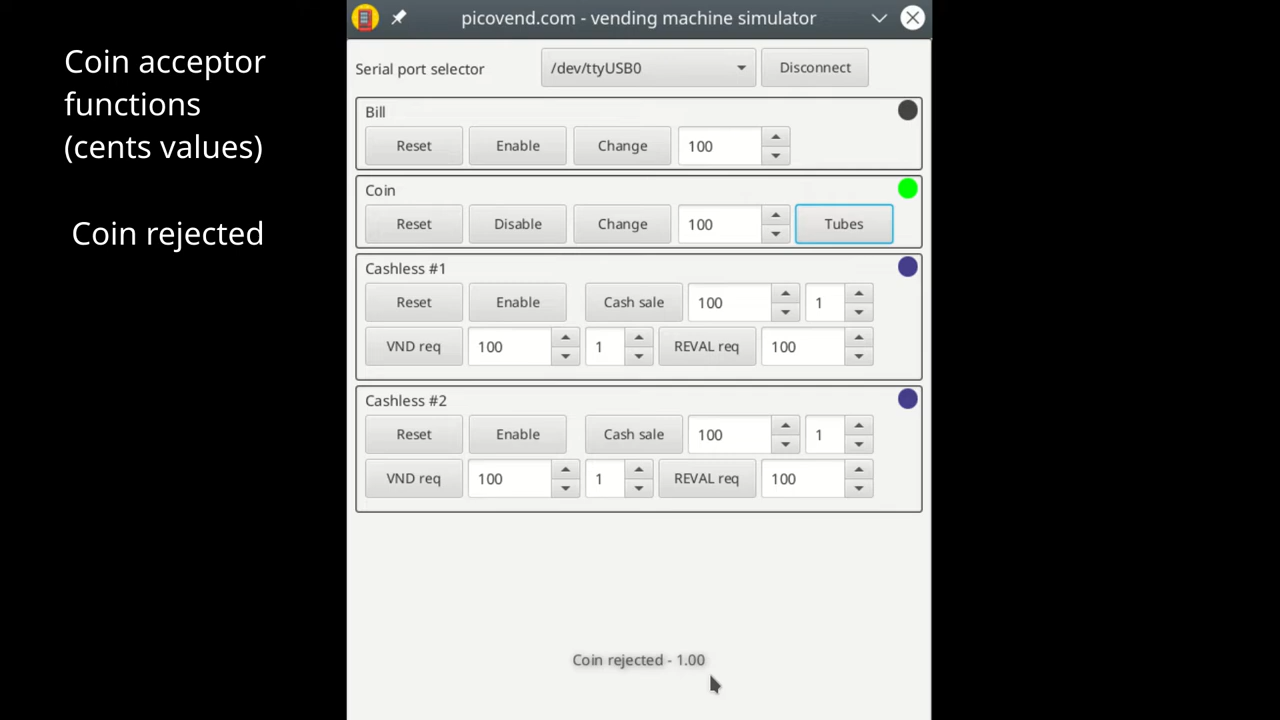 Coin acceptor
functions
(cents values)
Coin rejected
picovend.com - vending machine simulator
Serial port selector /dev/ttyUSB0 Disconnect
Bill
Reset Enable Change 100
Coin
Reset Disable Change 100 Tubes
Cashless #1
Reset Enable Cash sale 100 1
VND req 100 1 REVAL req 100
Cashless #2
Reset Enable Cash sale 100 1
VND req 100 1 REVAL req 100
Coin rejected - 1.00